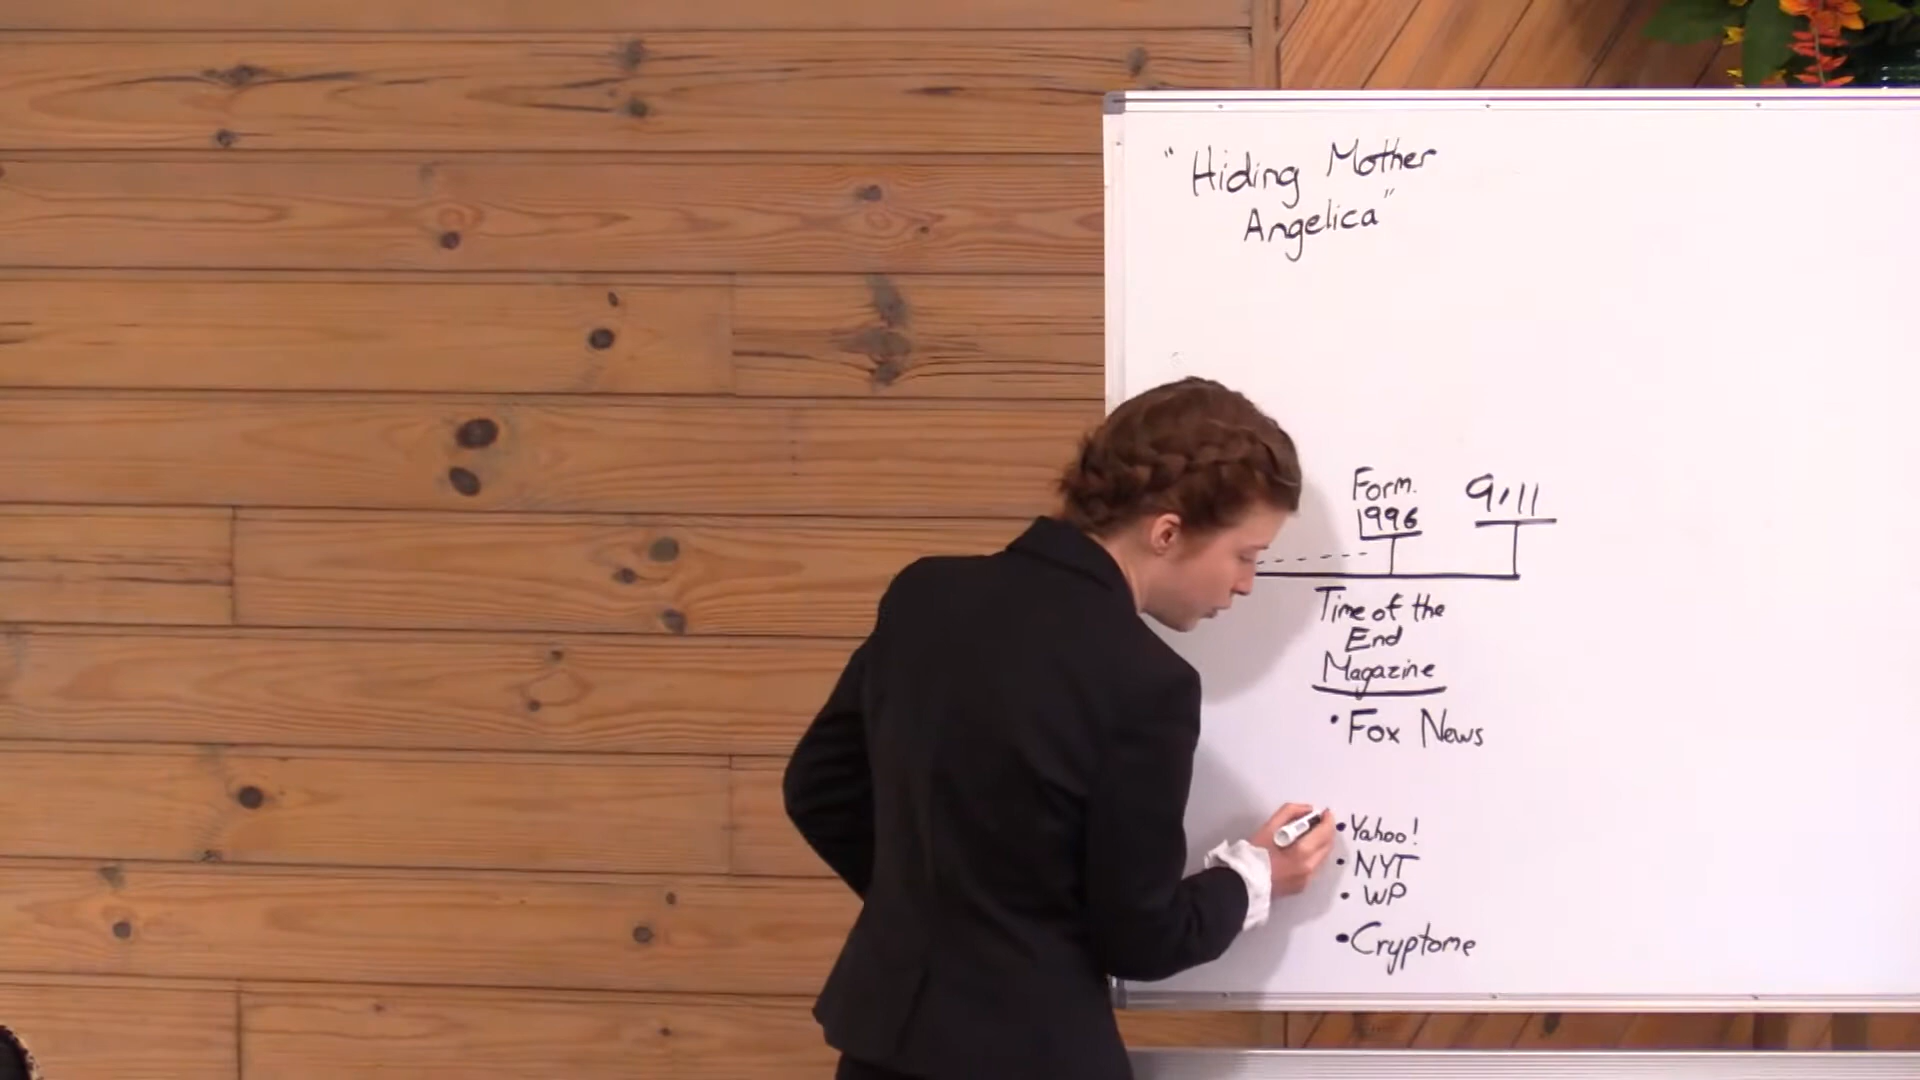 "Hiding Mother
Angelica"
Form.
1996
9/11
Time of the
End
Magazine
• Fox News
• Yahoo!
• NYT
• WP
• Cryptome